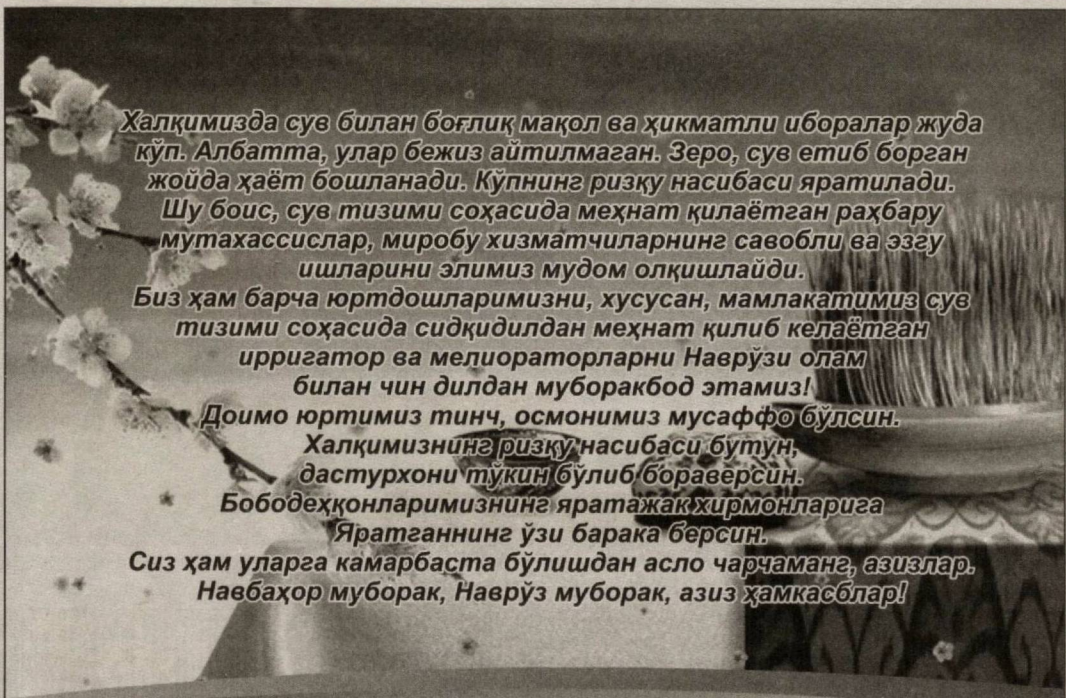 Халқимизда сув билан боғлиқ мақол ва ҳикматли иборалар жуда
кўп. Албатта, улар бежиз айтилмаган. Зеро, сув етиб борган
жойда ҳаёт бошланади. Кўпнинг ризқу насибаси яратилади.
Шу боис, сув тизими соҳасида меҳнат қилаётган раҳбару
мутахассислар, миробу хизматчиларнинг савобли ва эзгу
ишларини элимиз мудом олқишлайди.
Биз ҳам барча юртдошларимизни, хусусан, мамлакатимиз сув
тизими соҳасида сидқидилдан меҳнат қилиб келаётган
ирригатор ва мелиораторларни Наврўзи олам
билан чин дилдан муборакбод этамиз!
Доимо юртимиз тинч, осмонимиз мусаффо бўлсин.
Халқимизнинг ризқу насибаси бутун,
дастурхони тўкин бўлиб бораверсин.
Бободеҳқонларимизнинг яратажак хирмонларига
Яратганнинг ўзи барака берсин.
Сиз ҳам уларга камарбаста бўлишдан асло чарчаманг, азизлар.
Навбаҳор муборак, Наврўз муборак, азиз ҳамкасблар!